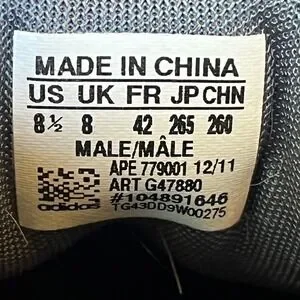 MADE IN CHINA
US UK FR JP CHN
8½ 8 42 265 260
MALE/MÂLE
APE 779001 12/11
ART G47880
#104891646
adidas TG43DD9W00275